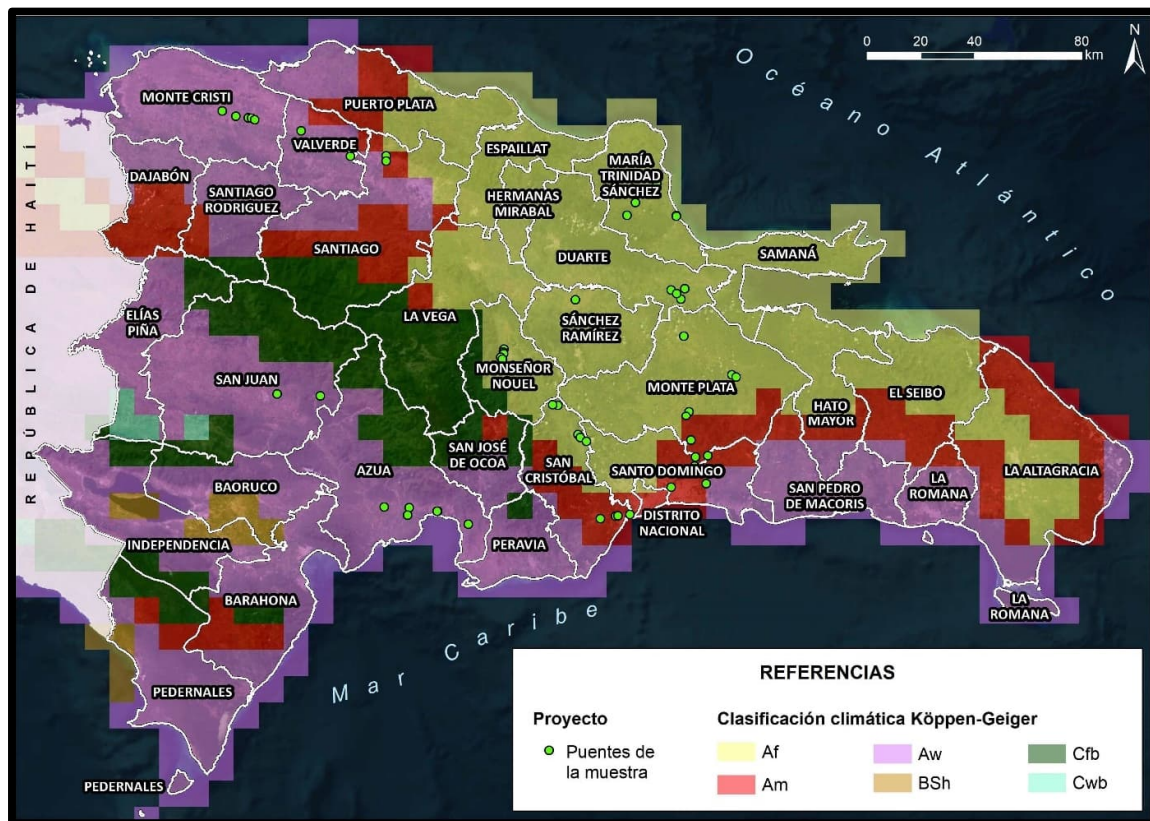 0 20 40 80
km
N
Océano Atlántico
REPÚBLICA DE HAITÍ
MONTE CRISTI
PUERTO PLATA
VALVERDE
ESPAILLAT
MARÍA
TRINIDAD
SÁNCHEZ
DAJABÓN
SANTIAGO
RODRIGUEZ
HERMANAS
MIRABAL
SANTIAGO
DUARTE
SAMANÁ
ELÍAS
PIÑA
LA VEGA
SÁNCHEZ
RAMÍREZ
SAN JUAN
MONSEÑOR
NOUEL
MONTE PLATA
EL SEIBO
HATO
MAYOR
SAN JOSÉ
DE OCOA
AZUA
SAN
CRISTÓBAL
SANTO DOMINGO
LA ALTAGRACIA
BAORUCO
SAN PEDRO
DE MACORIS
LA
ROMANA
DISTRITO
NACIONAL
INDEPENDENCIA
PERAVIA
BARAHONA
LA
ROMANA
Mar Caribe
PEDERNALES
PEDERNALES
REFERENCIAS
Proyecto
Puentes de
la muestra
Clasificación climática Köppen-Geiger
Af Aw Cfb
Am BSh Cwb